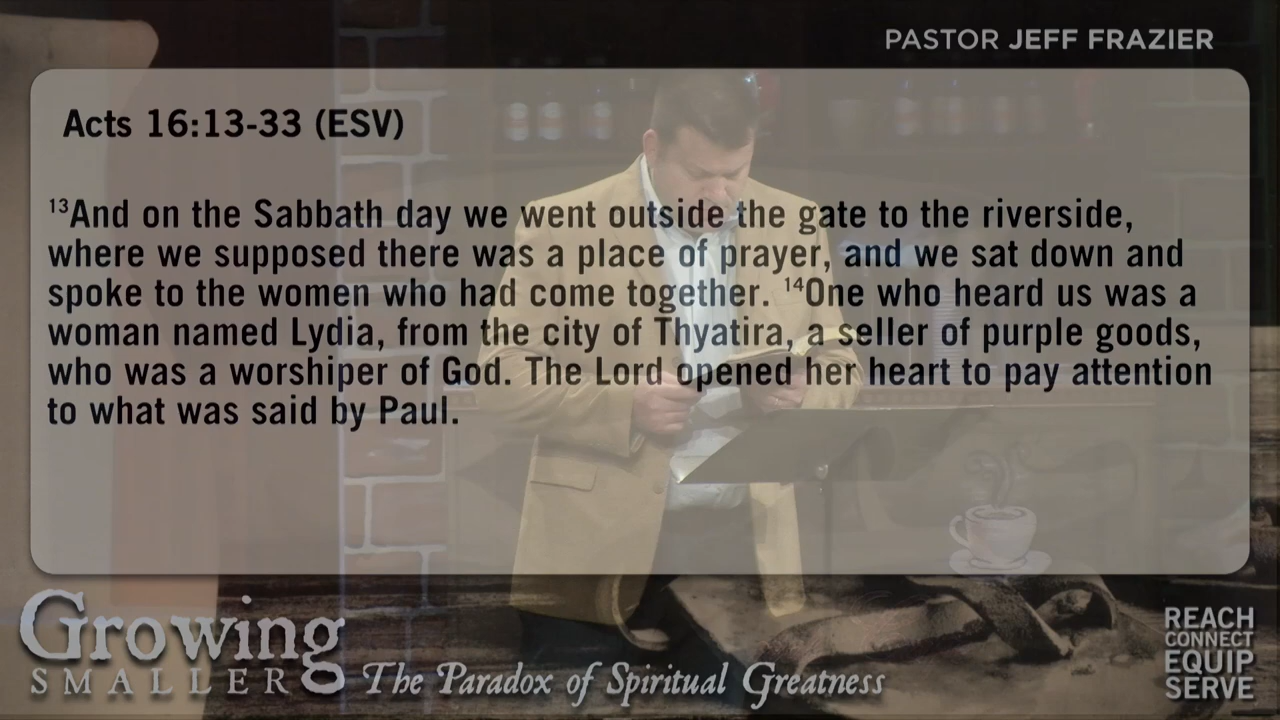 PASTOR JEFF FRAZIER
Acts 16:13-33 (ESV)
¹³And on the Sabbath day we went outside the gate to the riverside,
where we supposed there was a place of prayer, and we sat down and
spoke to the women who had come together. ¹⁴One who heard us was a
woman named Lydia, from the city of Thyatira, a seller of purple goods,
who was a worshiper of God. The Lord opened her heart to pay attention
to what was said by Paul.
Growing
SMALLER
The Paradox of Spiritual Greatness
REACH
CONNECT
EQUIP
SERVE